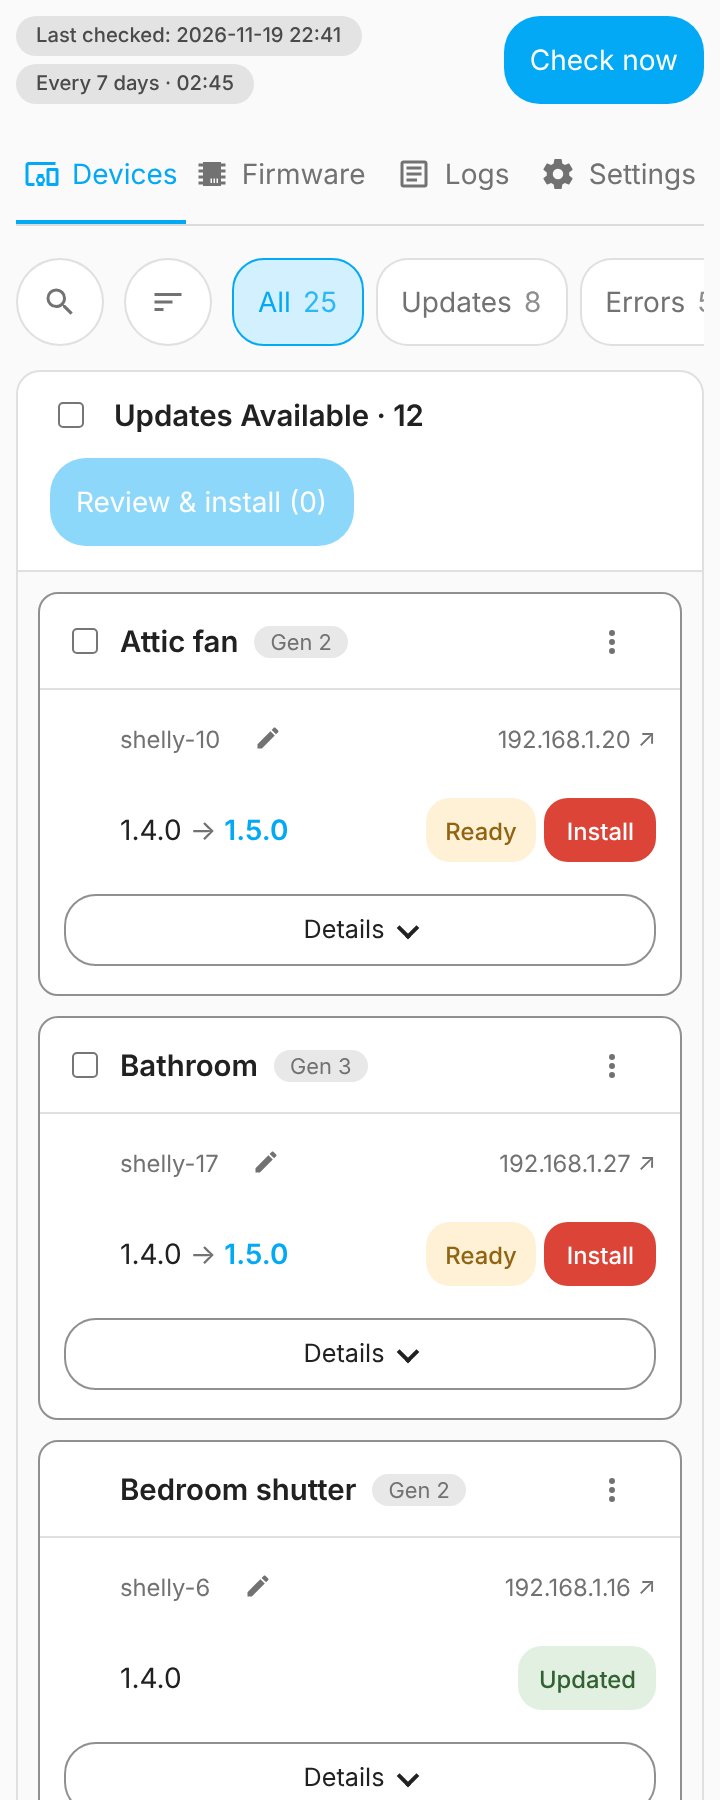 Last checked: 2026-11-19 22:41
Check now
Every 7 days · 02:45
Devices Firmware Logs Settings
All 25 Updates 8 Errors
Updates Available · 12
Review & install (0)
Attic fan Gen 2
shelly-10 192.168.1.20
1.4.0 → 1.5.0 Ready Install
Details
Bathroom Gen 3
shelly-17 192.168.1.27
1.4.0 → 1.5.0 Ready Install
Details
Bedroom shutter Gen 2
shelly-6 192.168.1.16
1.4.0 Updated
Details